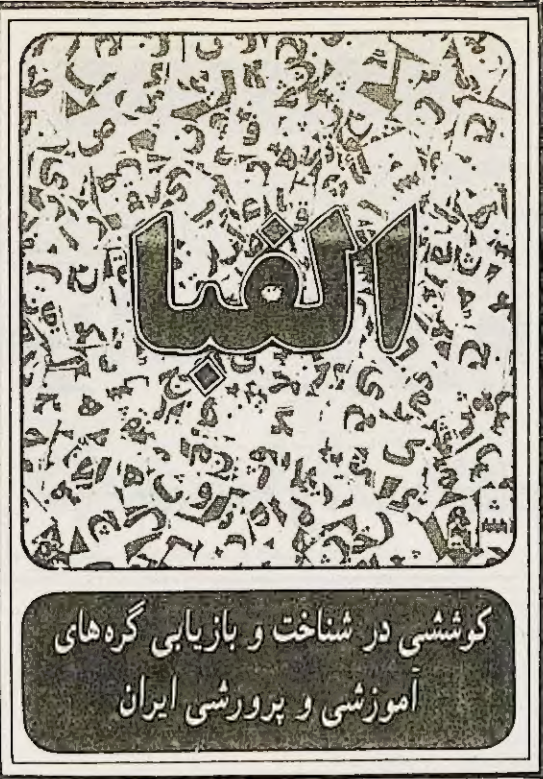 الفبا
کوششی در شناخت و بازیابی گره‌های
آموزشی و پرورشی ایران